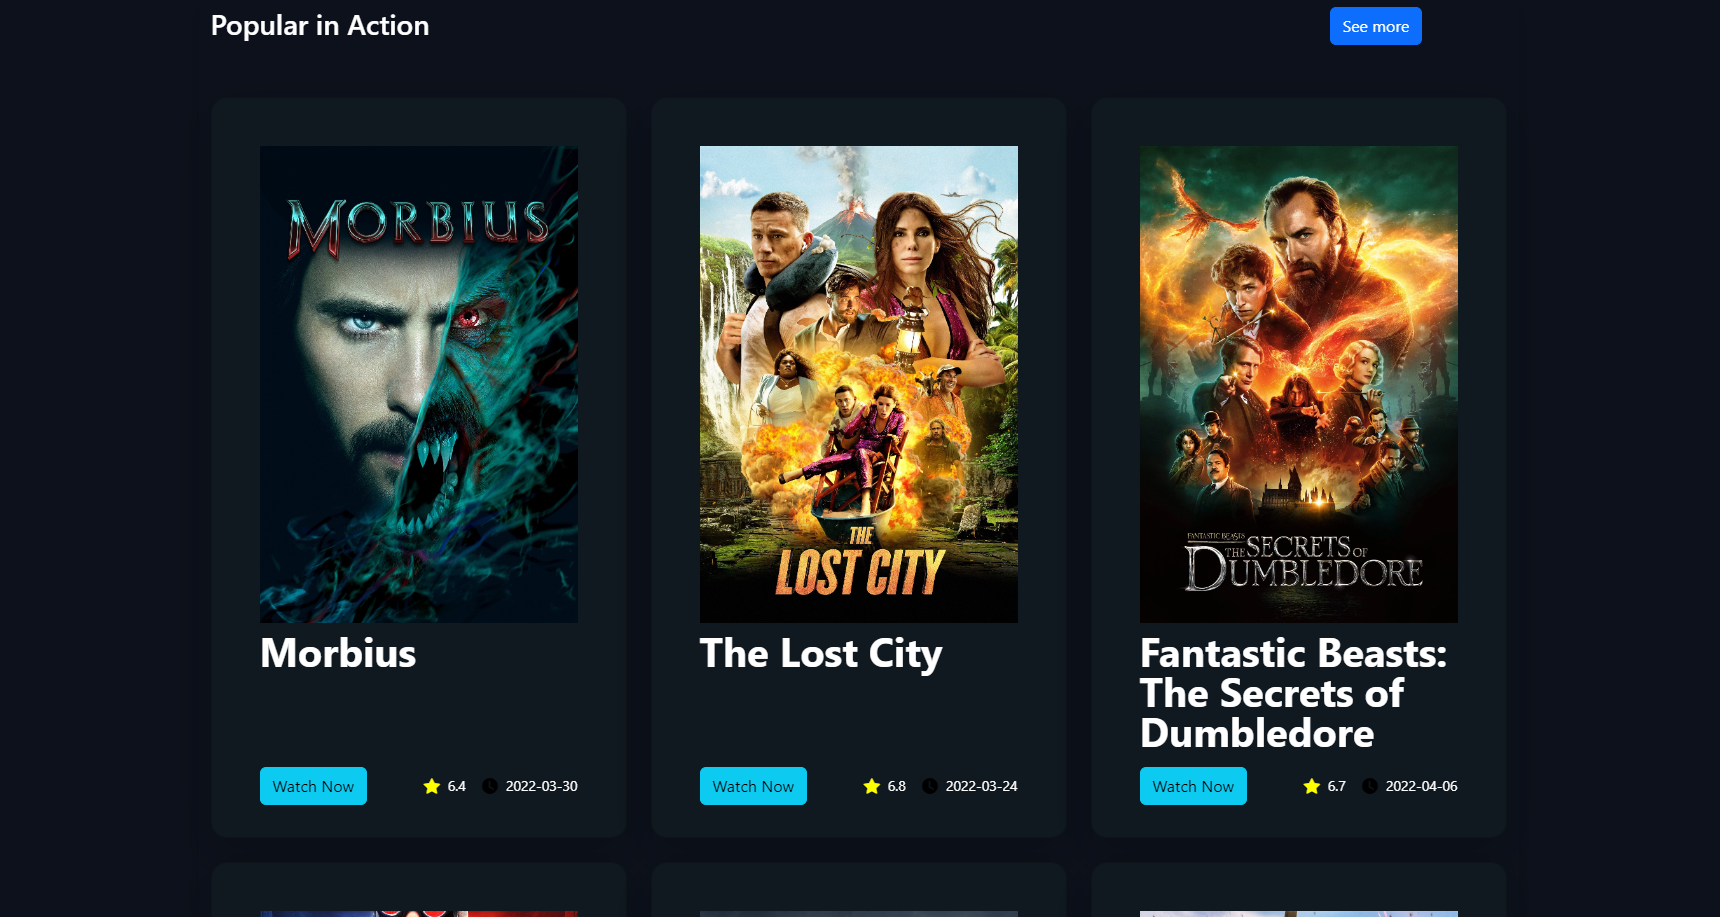 Popular in Action
See more
MORBIUS
THE
LOST CITY
FANTASTIC BEASTS
THE SECRETS OF
DUMBLEDORE
Morbius
The Lost City
Fantastic Beasts:
The Secrets of
Dumbledore
Watch Now
6.4
2022-03-30
Watch Now
6.8
2022-03-24
Watch Now
6.7
2022-04-06